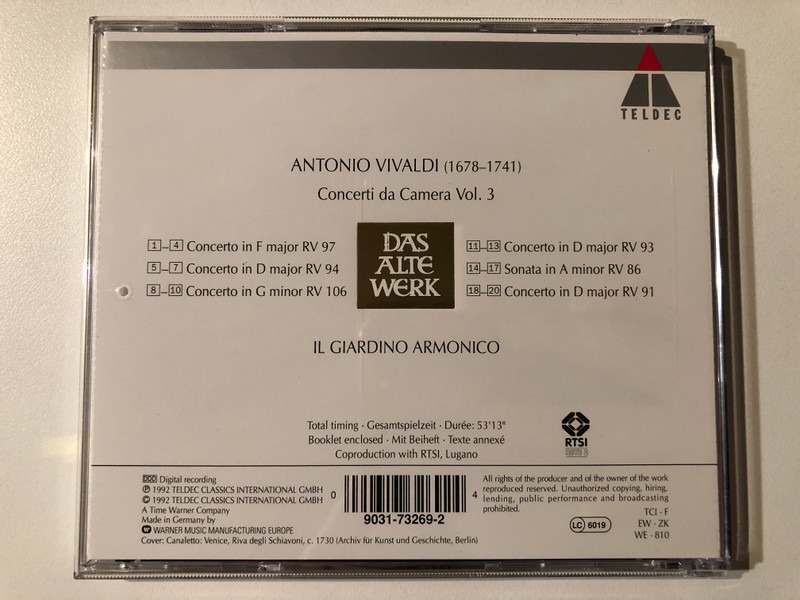 TELDEC
ANTONIO VIVALDI (1678–1741)
Concerti da Camera Vol. 3
1–4 Concerto in F major RV 97
5–7 Concerto in D major RV 94
8–10 Concerto in G minor RV 106
DAS
ALTE
WERK
11–13 Concerto in D major RV 93
14–17 Sonata in A minor RV 86
18–20 Concerto in D major RV 91
IL GIARDINO ARMONICO
Total timing · Gesamtspielzeit · Durée: 53'13"
Booklet enclosed · Mit Beiheft · Texte annexé
Coproduction with RTSI, Lugano
RTSI
DDD Digital recording
℗ 1992 TELDEC CLASSICS INTERNATIONAL GMBH
© 1992 TELDEC CLASSICS INTERNATIONAL GMBH
A Time Warner Company
Made in Germany by
WARNER MUSIC MANUFACTURING EUROPE
Cover: Canaletto: Venice, Riva degli Schiavoni, c. 1730 (Archiv für Kunst und Geschichte, Berlin)
0
4
9031-73269-2
All rights of the producer and of the owner of the work
reproduced reserved. Unauthorized copying, hiring,
lending, public performance and broadcasting
prohibited.
LC 6019
TCI · F
EW · ZK
WE · 810